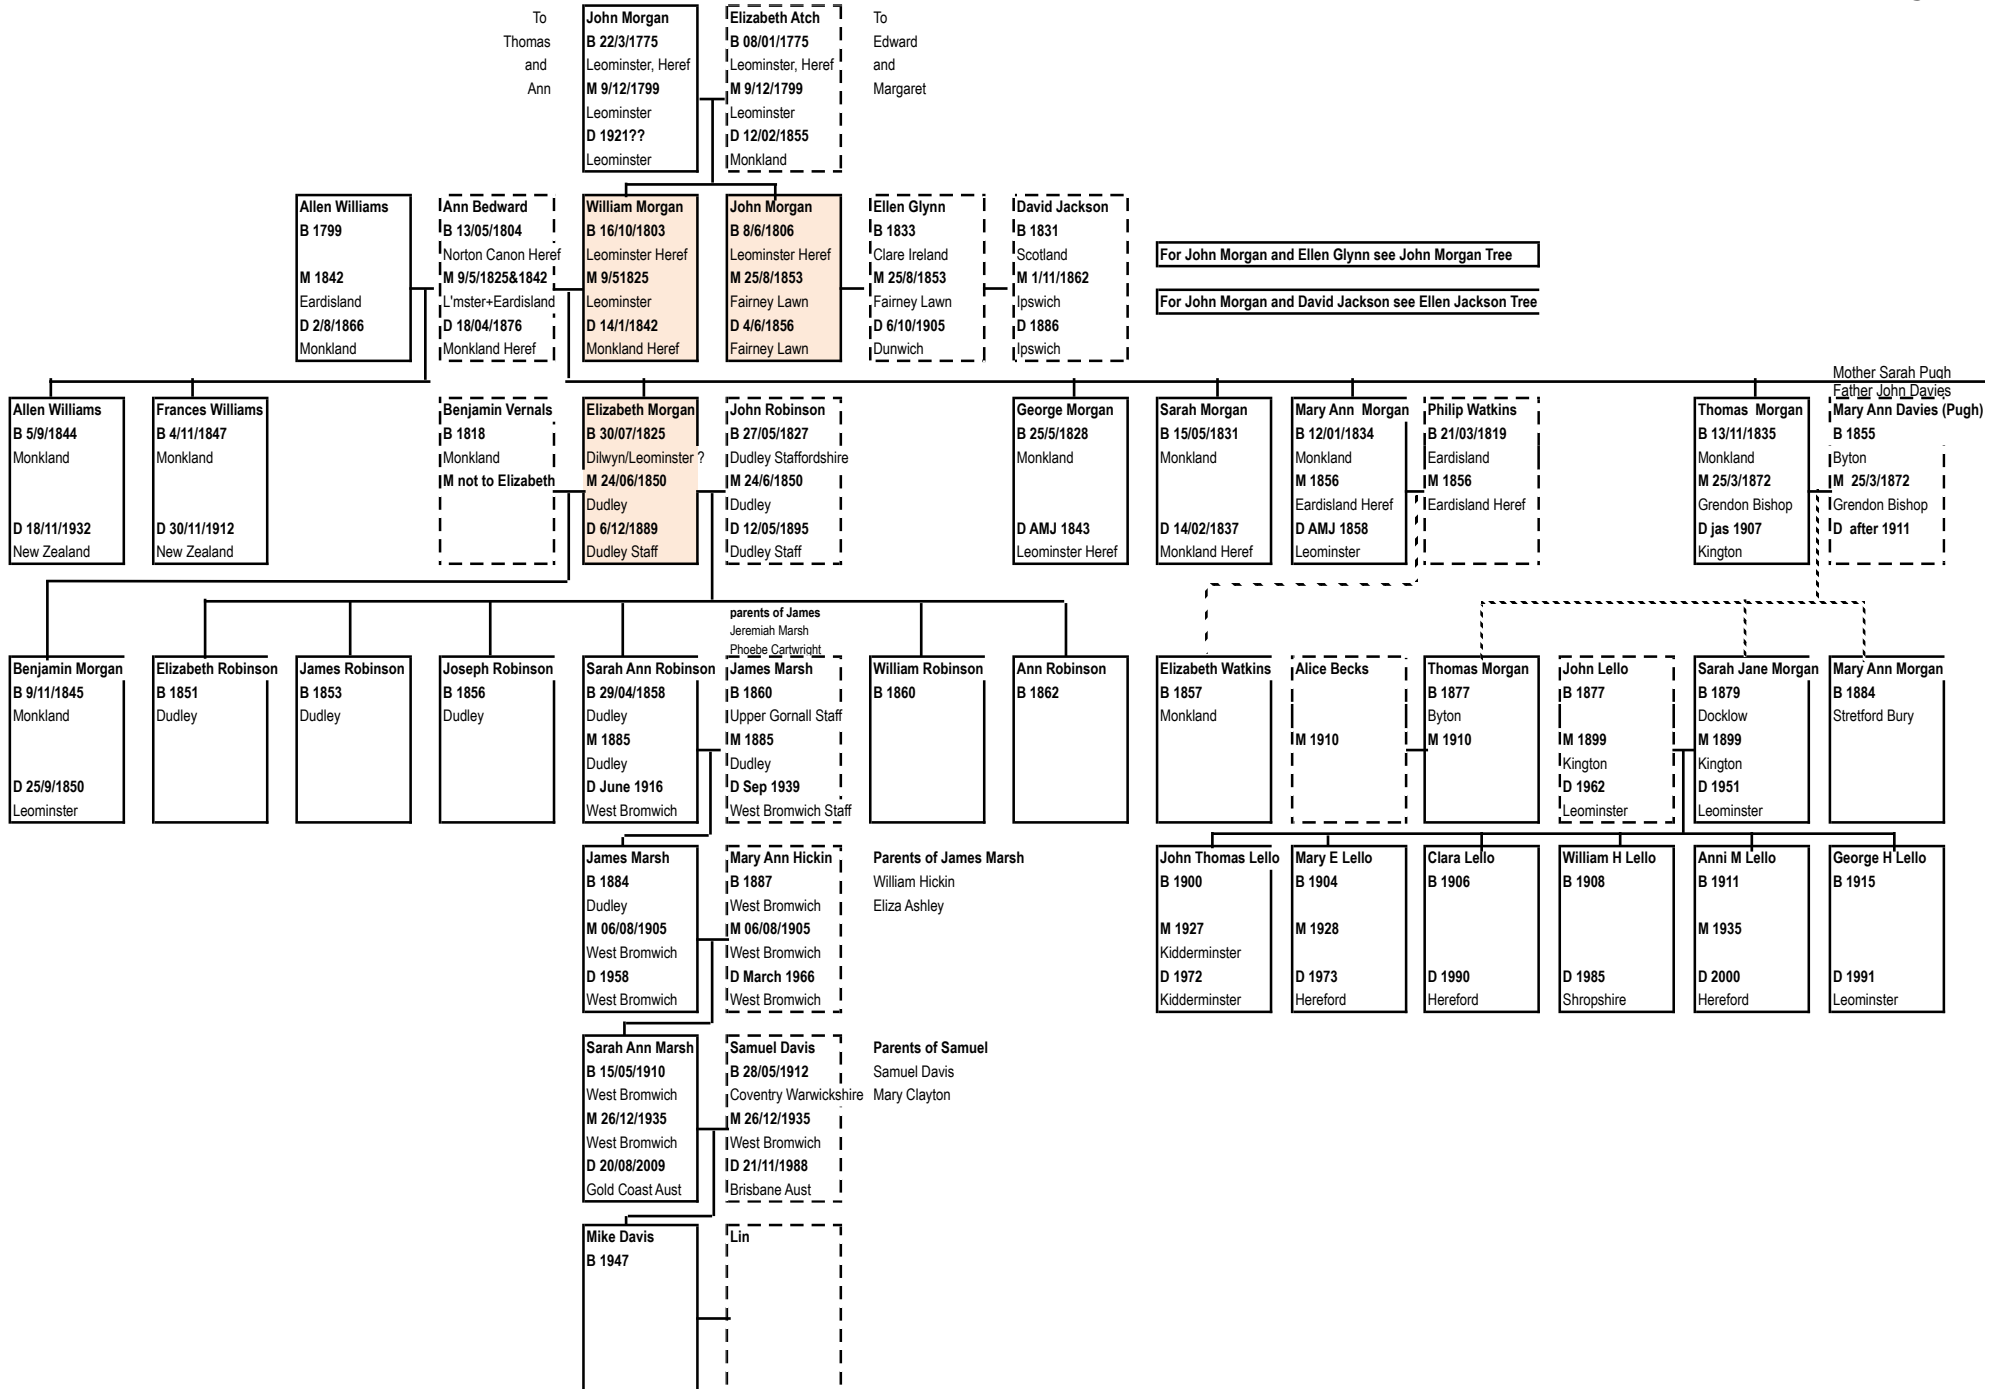 To
Thomas
and
Ann
John Morgan
B 22/3/1775
Leominster, Heref
M 9/12/1799
Leominster
D 1921??
Leominster
Elizabeth Atch
B 08/01/1775
Leominster, Heref
M 9/12/1799
Leominster
D 12/02/1855
Monkland
To
Edward
and
Margaret
Allen Williams
B 1799
M 1842
Eardisland
D 2/8/1866
Monkland
Ann Bedward
B 13/05/1804
Norton Canon Heref
M 9/5/1825&1842
L'mster+Eardisland
D 18/04/1876
Monkland Heref
William Morgan
B 16/10/1803
Leominster Heref
M 9/51825
Leominster
D 14/1/1842
Monkland Heref
John Morgan
B 8/6/1806
Leominster Heref
M 25/8/1853
Fairney Lawn
D 4/6/1856
Fairney Lawn
Ellen Glynn
B 1833
Clare Ireland
M 25/8/1853
Fairney Lawn
D 6/10/1905
Dunwich
David Jackson
B 1831
Scotland
M 1/11/1862
Ipswich
D 1886
Ipswich
For John Morgan and Ellen Glynn see John Morgan Tree
For John Morgan and David Jackson see Ellen Jackson Tree
Allen Williams
B 5/9/1844
Monkland
D 18/11/1932
New Zealand
Frances Williams
B 4/11/1847
Monkland
D 30/11/1912
New Zealand
Benjamin Vernals
B 1818
Monkland
M not to Elizabeth
Elizabeth Morgan
B 30/07/1825
Dilwyn/Leominster ?
M 24/06/1850
Dudley
D 6/12/1889
Dudley Staff
John Robinson
B 27/05/1827
Dudley Staffordshire
M 24/6/1850
Dudley
D 12/05/1895
Dudley Staff
George Morgan
B 25/5/1828
Monkland
D AMJ 1843
Leominster Heref
Sarah Morgan
B 15/05/1831
Monkland
D 14/02/1837
Monkland Heref
Mary Ann Morgan
B 12/01/1834
Monkland
M 1856
Eardisland Heref
D AMJ 1858
Leominster
Philip Watkins
B 21/03/1819
Eardisland
M 1856
Eardisland Heref
Thomas Morgan
B 13/11/1835
Monkland
M 25/3/1872
Grendon Bishop
D jas 1907
Kington
Mother Sarah Pugh
Father John Davies
Mary Ann Davies (Pugh)
B 1855
Byton
M 25/3/1872
Grendon Bishop
D after 1911
Benjamin Morgan
B 9/11/1845
Monkland
D 25/9/1850
Leominster
Elizabeth Robinson
B 1851
Dudley
James Robinson
B 1853
Dudley
Joseph Robinson
B 1856
Dudley
Sarah Ann Robinson
B 29/04/1858
Dudley
M 1885
Dudley
D June 1916
West Bromwich
parents of James
Jeremiah Marsh
Phoebe Cartwright
James Marsh
B 1860
Upper Gornall Staff
M 1885
Dudley
D Sep 1939
West Bromwich Staff
William Robinson
B 1860
Ann Robinson
B 1862
Elizabeth Watkins
B 1857
Monkland
Alice Becks
M 1910
Thomas Morgan
B 1877
Byton
M 1910
John Lello
B 1877
M 1899
Kington
D 1962
Leominster
Sarah Jane Morgan
B 1879
Docklow
M 1899
Kington
D 1951
Leominster
Mary Ann Morgan
B 1884
Stretford Bury
James Marsh
B 1884
Dudley
M 06/08/1905
West Bromwich
D 1958
West Bromwich
Mary Ann Hickin
B 1887
West Bromwich
M 06/08/1905
West Bromwich
D March 1966
West Bromwich
Parents of James Marsh
William Hickin
Eliza Ashley
John Thomas Lello
B 1900
M 1927
Kidderminster
D 1972
Kidderminster
Mary E Lello
B 1904
M 1928
D 1973
Hereford
Clara Lello
B 1906
D 1990
Hereford
William H Lello
B 1908
D 1985
Shropshire
Anni M Lello
B 1911
M 1935
D 2000
Hereford
George H Lello
B 1915
D 1991
Leominster
Sarah Ann Marsh
B 15/05/1910
West Bromwich
M 26/12/1935
West Bromwich
D 20/08/2009
Gold Coast Aust
Samuel Davis
B 28/05/1912
Coventry Warwickshire
M 26/12/1935
West Bromwich
D 21/11/1988
Brisbane Aust
Parents of Samuel
Samuel Davis
Mary Clayton
Mike Davis
B 1947
Lin